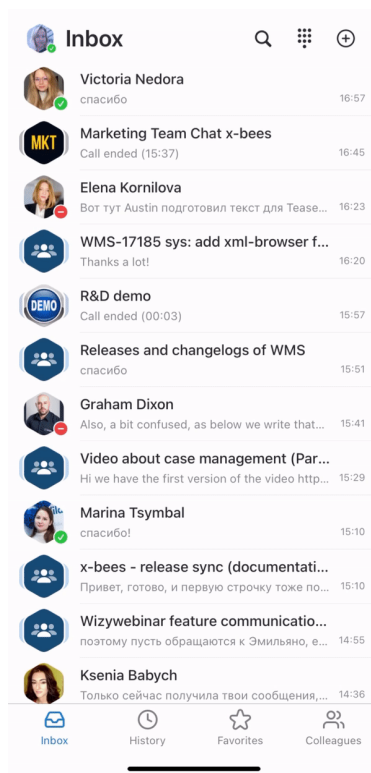 Inbox
Victoria Nedora
спасибо
16:57
MKT
Marketing Team Chat x-bees
Call ended (15:37)
16:45
Elena Kornilova
Вот тут Austin подготовил текст для Tease...
16:23
WMS-17185 sys: add xml-browser f...
Thanks a lot!
16:20
DEMO
R&D demo
Call ended (00:03)
15:57
Releases and changelogs of WMS
спасибо
15:51
Graham Dixon
Also, a bit confused, as below we write that...
15:41
Video about case management (Par...
Hi we have the first version of the video http...
15:29
Marina Tsymbal
спасибо!
15:10
x-bees - release sync (documentati...
Привет, готово, и первую строчку тоже по...
15:10
Wizywebinar feature communicatio...
поэтому пусть обращаются к Эмильяно, е...
14:55
Ksenia Babych
Только сейчас получила твои сообщения,...
14:36
Inbox
History
Favorites
Colleagues